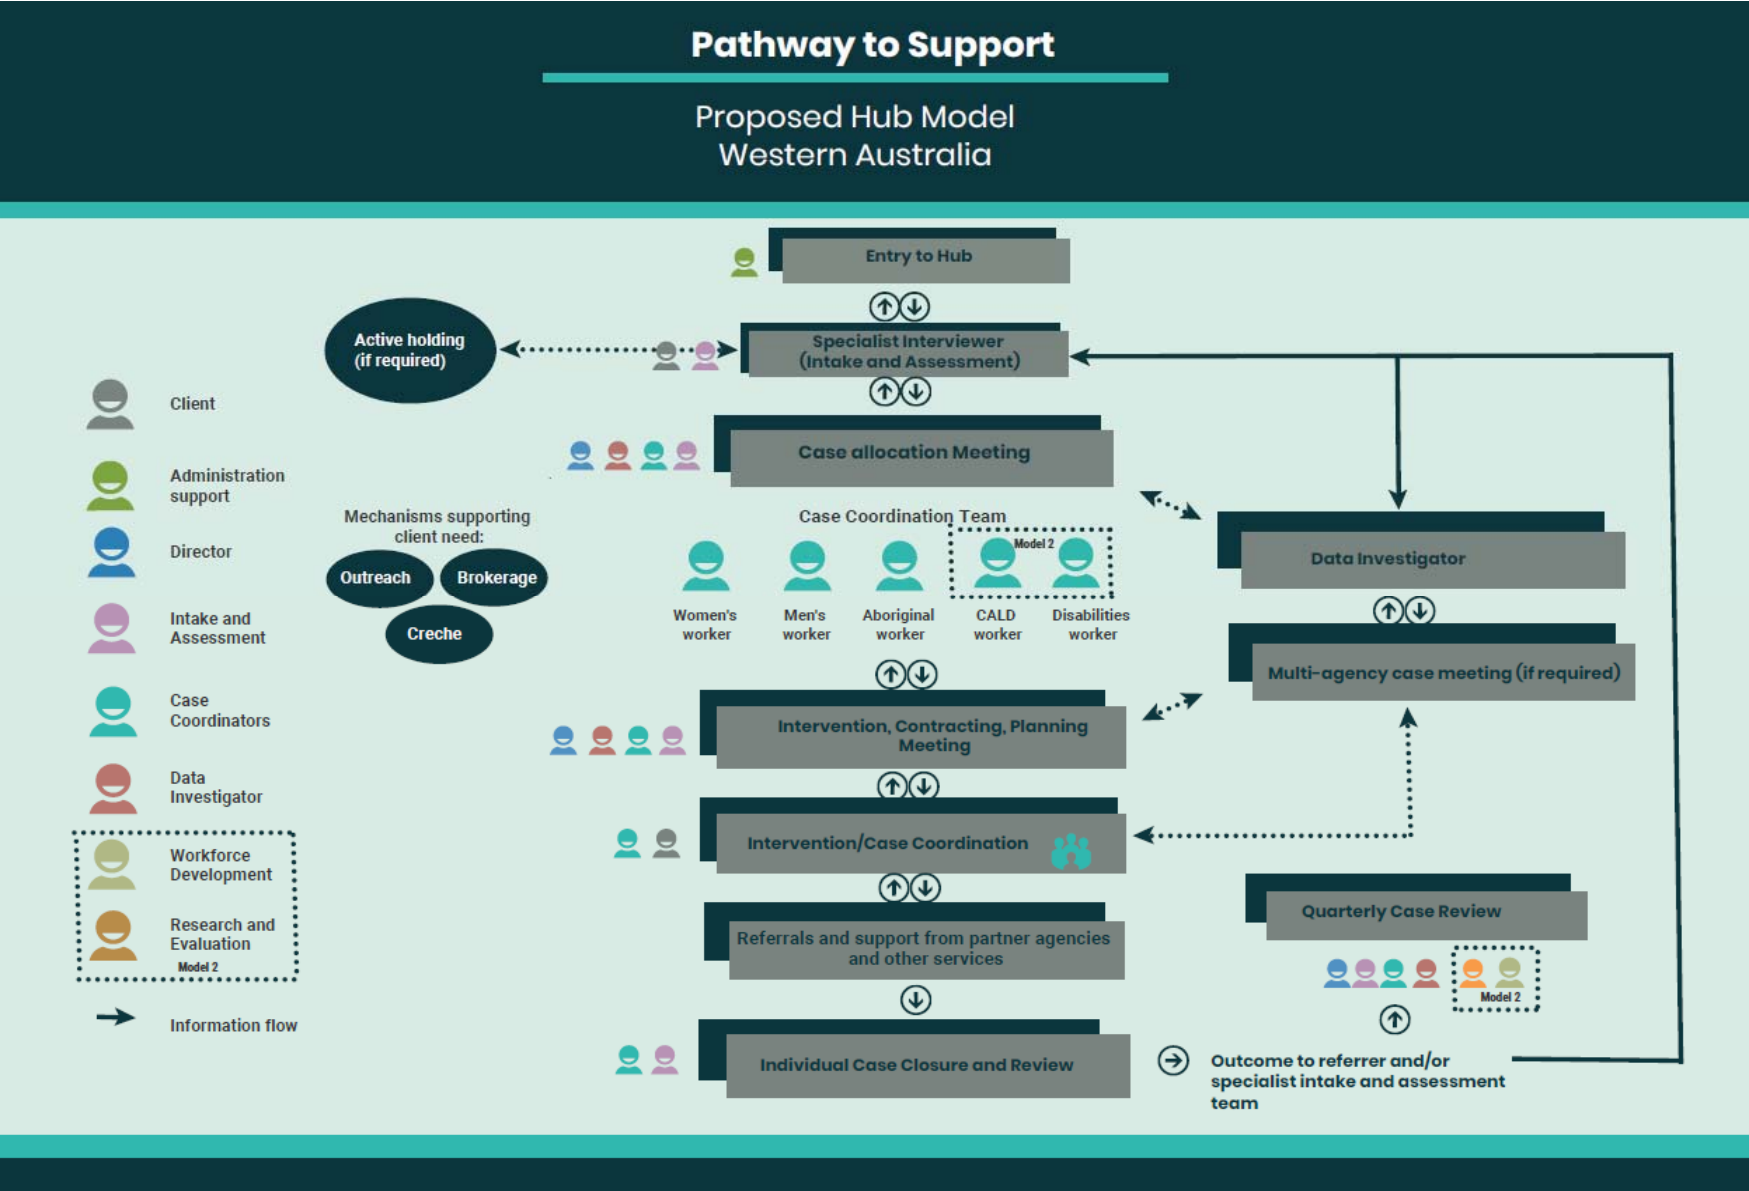 Pathway to Support
Proposed Hub Model
Western Australia
Entry to Hub
Active holding
(if required)
Specialist Interviewer
(Intake and Assessment)
Client
Administration
support
Director
Intake and
Assessment
Case
Coordinators
Data
Investigator
Workforce
Development
Research and
Evaluation
Model 2
Information flow
Mechanisms supporting
client need:
Outreach
Brokerage
Creche
Case allocation Meeting
Case Coordination Team
Model 2
Women's
worker
Men's
worker
Aboriginal
worker
CALD
worker
Disabilities
worker
Data Investigator
Multi-agency case meeting (if required)
Intervention, Contracting, Planning
Meeting
Intervention/Case Coordination
Referrals and support from partner agencies
and other services
Quarterly Case Review
Model 2
Individual Case Closure and Review
Outcome to referrer and/or
specialist intake and assessment
team